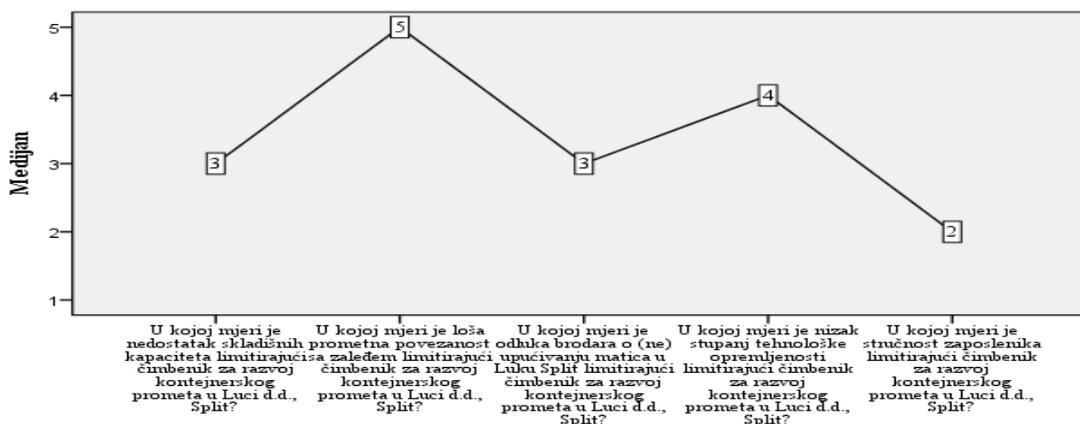 Medijan
5
4
3
2
1
3
5
3
4
2
U kojoj mjeri je
nedostatak skladišnih
kapaciteta limitirajući
čimbenik za razvoj
kontejnerskog
prometa u Luci d.d.,
Split?
U kojoj mjeri je loša
prometna povezanost
sa zaleđem limitirajući
čimbenik za razvoj
kontejnerskog
prometa u Luci d.d.,
Split?
U kojoj mjeri je
odluka brodara o (ne)
upućivanju matica u
Luku Split limitirajući
čimbenik za razvoj
kontejnerskog
prometa u Luci d.d.,
Split?
U kojoj mjeri je nizak
stupanj tehnološke
opremljenosti
limitirajući čimbenik
za razvoj
kontejnerskog
prometa u Luci d.d.,
Split?
U kojoj mjeri je
stručnost zaposlenika
limitirajući čimbenik
za razvoj
kontejnerskog
prometa u Luci d.d.,
Split?